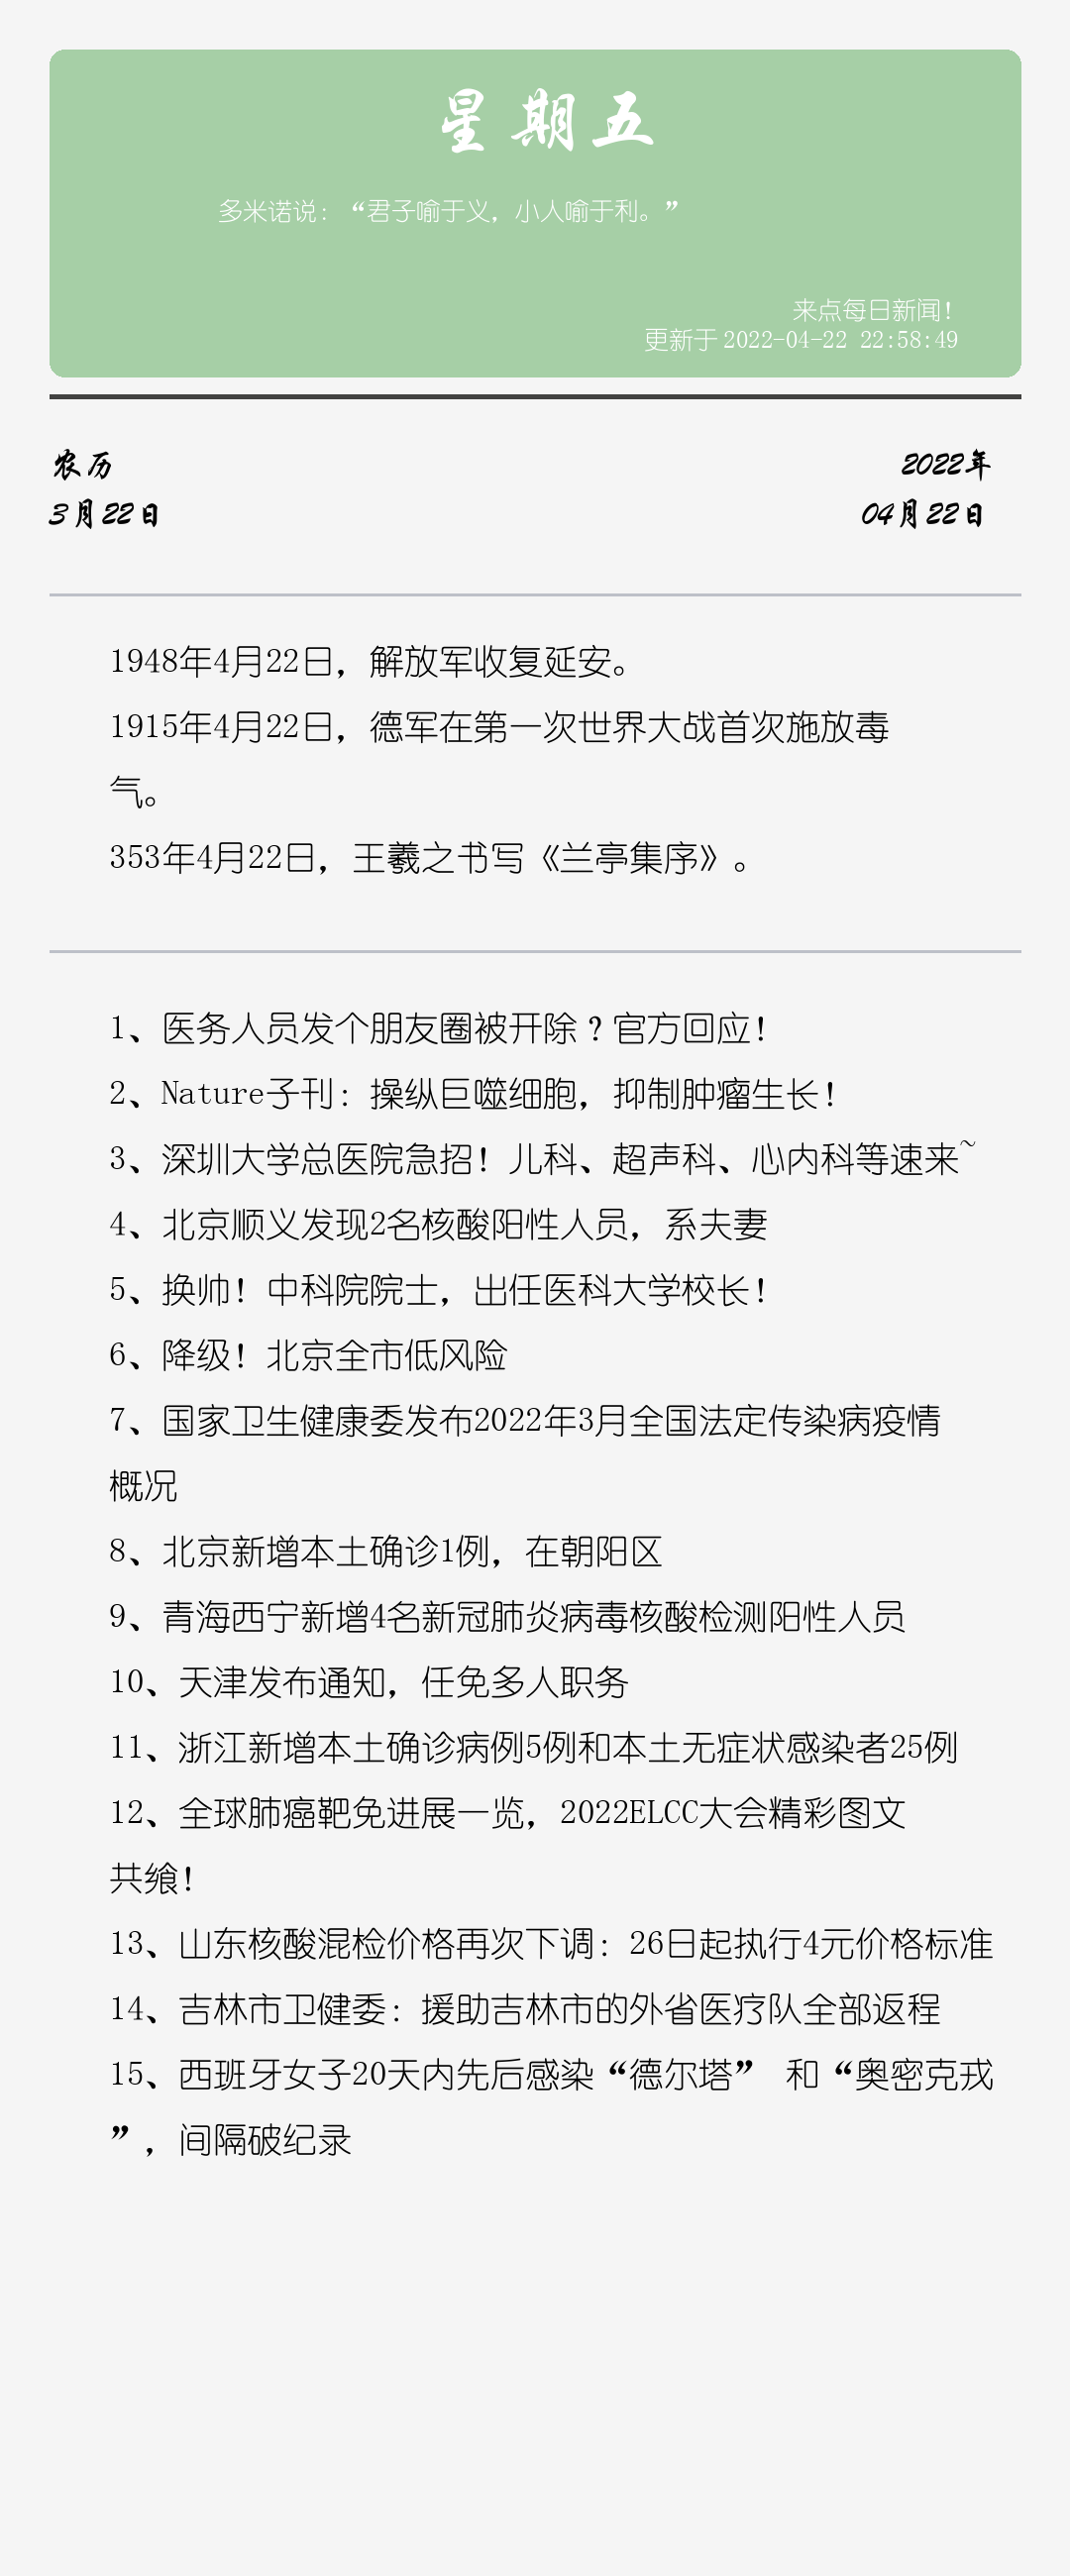 星期五
多米诺说：“君子喻于义，小人喻于利。”
来点每日新闻！
更新于 2022-04-22 22:58:49
农历
2022年
3月22日
04月22日
1948年4月22日，解放军收复延安。
1915年4月22日，德军在第一次世界大战首次施放毒
气。
353年4月22日，王羲之书写《兰亭集序》。
1、医务人员发个朋友圈被开除？官方回应！
2、Nature子刊：操纵巨噬细胞，抑制肿瘤生长！
3、深圳大学总医院急招！儿科、超声科、心内科等速来~
4、北京顺义发现2名核酸阳性人员，系夫妻
5、换帅！中科院院士，出任医科大学校长！
6、降级！北京全市低风险
7、国家卫生健康委发布2022年3月全国法定传染病疫情
概况
8、北京新增本土确诊1例，在朝阳区
9、青海西宁新增4名新冠肺炎病毒核酸检测阳性人员
10、天津发布通知，任免多人职务
11、浙江新增本土确诊病例5例和本土无症状感染者25例
12、全球肺癌靶免进展一览，2022ELCC大会精彩图文
共飨！
13、山东核酸混检价格再次下调：26日起执行4元价格标准
14、吉林市卫健委：援助吉林市的外省医疗队全部返程
15、西班牙女子20天内先后感染“德尔塔” 和“奥密克戎
”，间隔破纪录